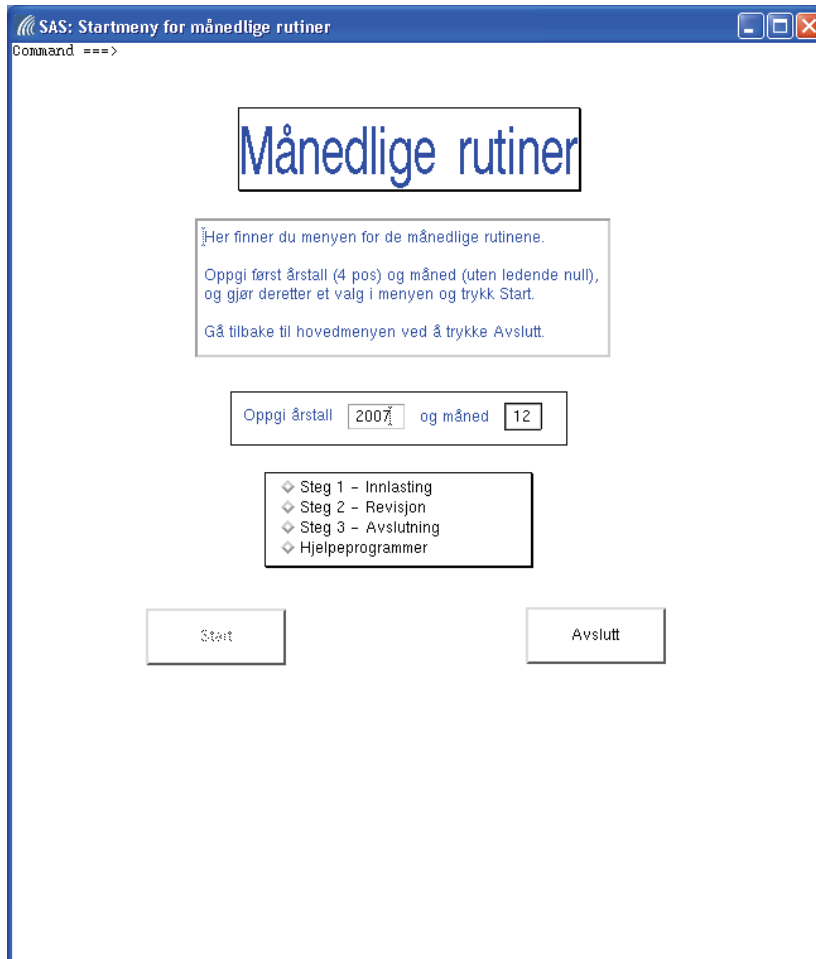 SAS: Startmeny for månedlige rutiner
Command ===>
Månedlige rutiner
Her finner du menyen for de månedlige rutinene.
Oppgi først årstall (4 pos) og måned (uten ledende null),
og gjør deretter et valg i menyen og trykk Start.
Gå tilbake til hovedmenyen ved å trykke Avslutt.
Oppgi årstall 2007 og måned 12
Steg 1 – Innlasting
Steg 2 – Revisjon
Steg 3 – Avslutning
Hjelpeprogrammer
Start Avslutt